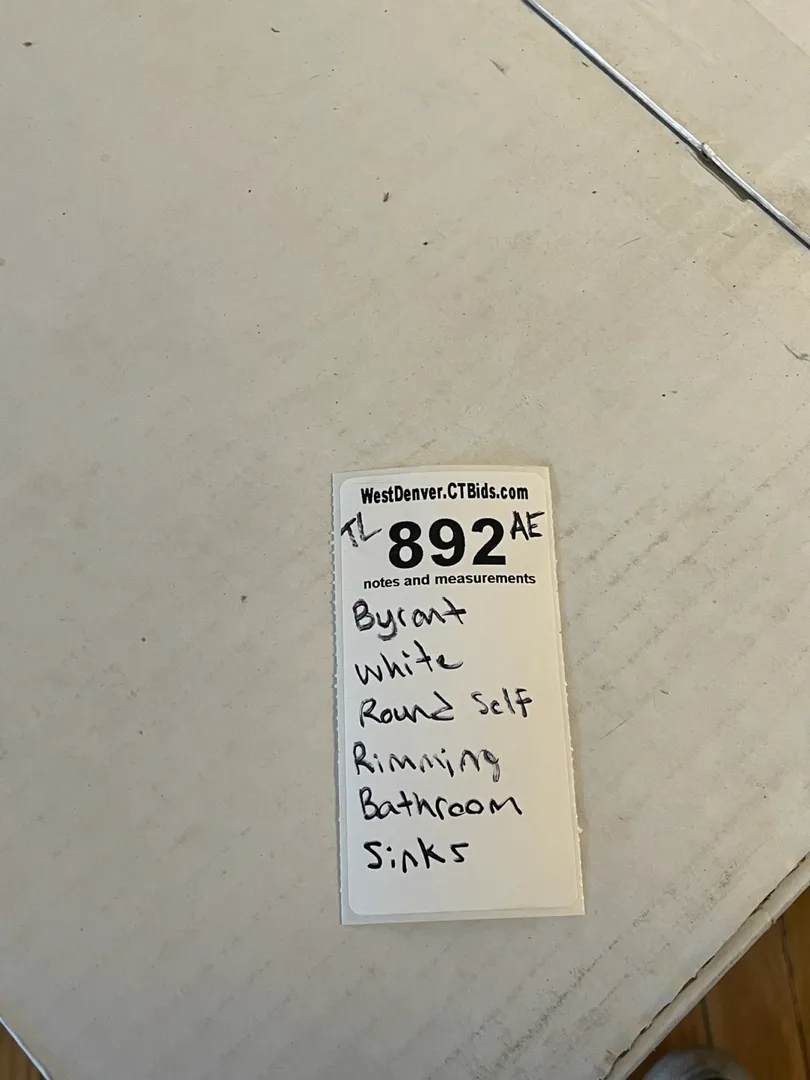 WestDenver.CTBids.com
TL 892 AE
notes and measurements
Byrant
White
Round Self
Rimming
Bathroom
Sinks